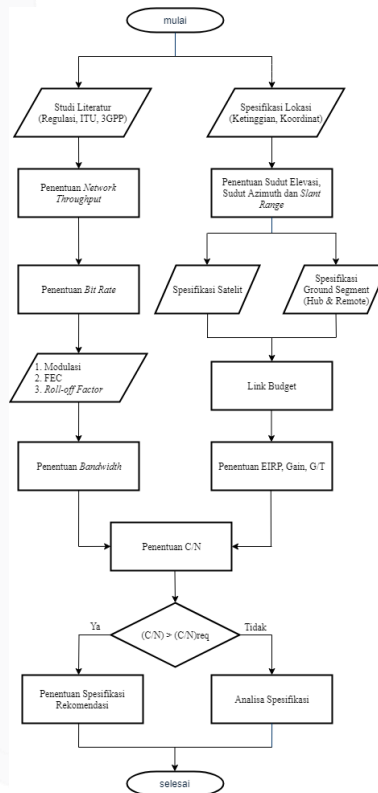 mulai
Studi Literatur
(Regulasi, ITU, 3GPP)
Spesifikasi Lokasi
(Ketinggian, Koordinat)
Penentuan Network
Throughput
Penentuan Sudut Elevasi,
Sudut Azimuth dan Slant
Range
Penentuan Bit Rate
Spesifikasi Satelit
Spesifikasi
Ground Segment
(Hub & Remote)
1. Modulasi
2. FEC
3. Roll-off Factor
Link Budget
Penentuan Bandwidth
Penentuan EIRP, Gain, G/T
Penentuan C/N
Ya
(C/N) > (C/N)req
Tidak
Penentuan Spesifikasi
Rekomendasi
Analisa Spesifikasi
selesai